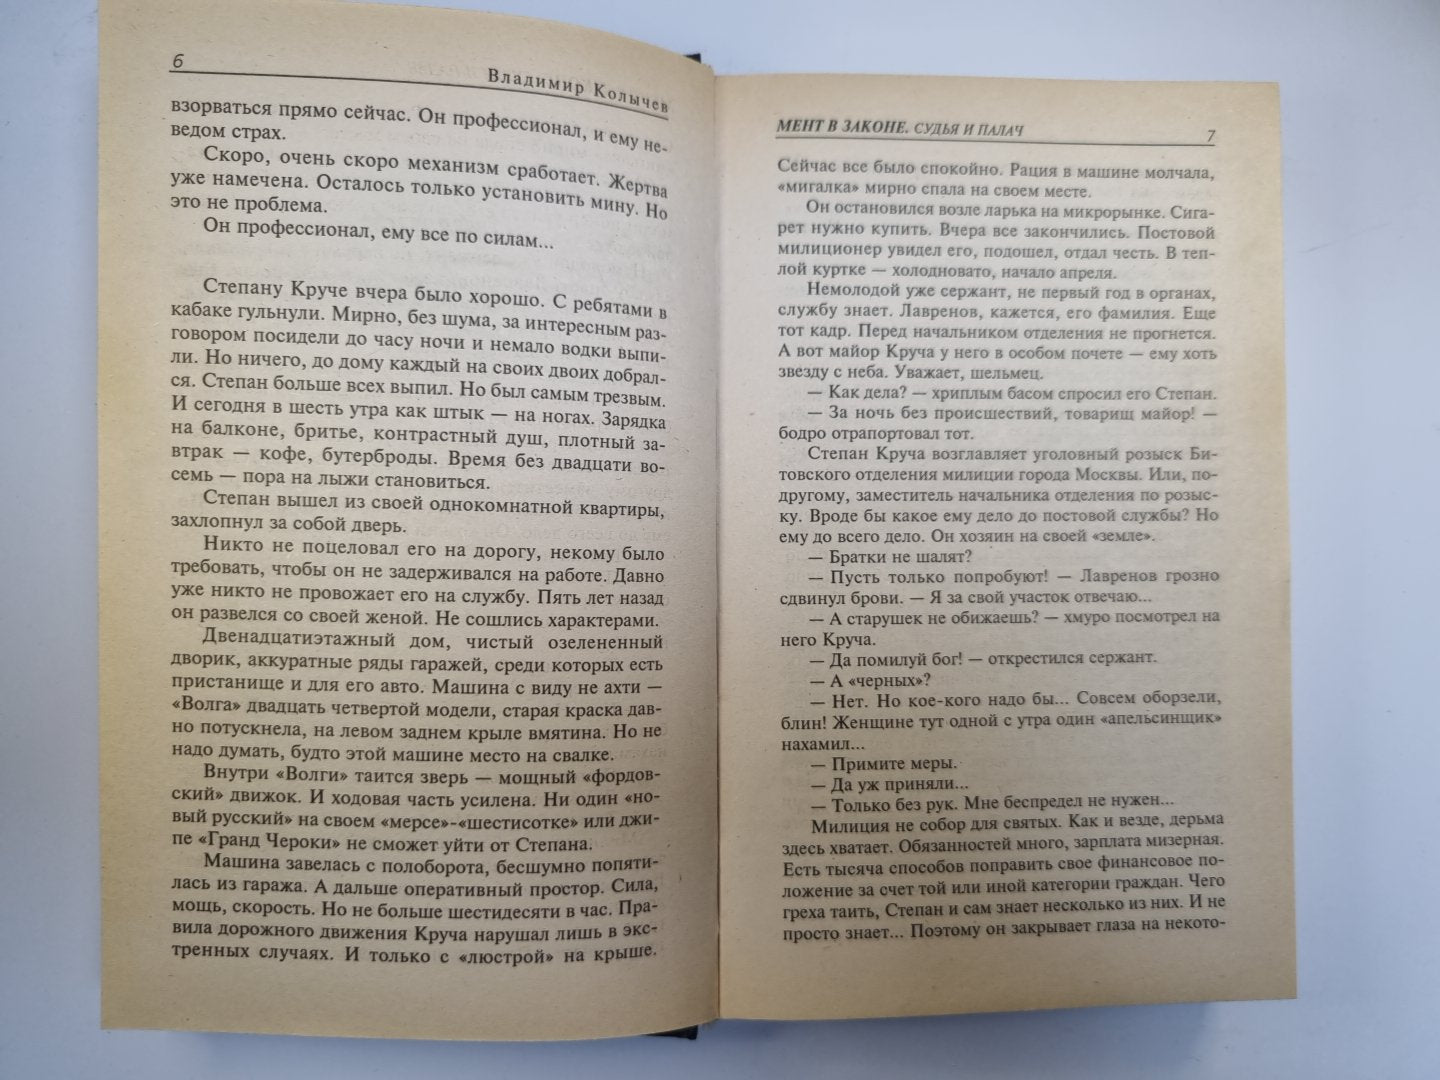 6
Владимир Колычев
взорваться прямо сейчас. Он профессионал, и ему не-
ведом страх.
Скоро, очень скоро механизм сработает. Жертва
уже намечена. Осталось только установить мину. Но
это не проблема.
Он профессионал, ему все по силам...
Степану Круче вчера было хорошо. С ребятами в
кабаке гульнули. Мирно, без шума, за интересным раз-
говором посидели до часу ночи и немало водки выпи-
ли. Но ничего, до дому каждый на своих двоих добрал-
ся. Степан больше всех выпил. Но был самым трезвым.
И сегодня в шесть утра как штык — на ногах. Зарядка
на балконе, бритье, контрастный душ, плотный за-
втрак — кофе, бутерброды. Время без двадцати во-
семь — пора на лыжи становиться.
Степан вышел из своей однокомнатной квартиры,
захлопнул за собой дверь.
Никто не поцеловал его на дорогу, некому было
требовать, чтобы он не задерживался на работе. Давно
уже никто не провожает его на службу. Пять лет назад
он развелся со своей женой. Не сошлись характерами.
Двенадцатиэтажный дом, чистый озелененный
дворик, аккуратные ряды гаражей, среди которых есть
пристанище и для его авто. Машина с виду не ахти —
«Волга» двадцать четвертой модели, старая краска дав-
но потускнела, на левом заднем крыле вмятина. Но не
надо думать, будто этой машине место на свалке.
Внутри «Волги» таится зверь — мощный «фордов-
ский» движок. И ходовая часть усилена. Ни один «но-
вый русский» на своем «мерсе»-«шестисотке» или джи-
пе «Гранд Чероки» не сможет уйти от Степана.
Машина завелась с полоборота, бесшумно попяти-
лась из гаража. А дальше оперативный простор. Сила,
мощь, скорость. Но не больше шестидесяти в час. Пра-
вила дорожного движения Круча нарушал лишь в экс-
тренных случаях. И только с «люстрой» на крыше.
МЕНТ В ЗАКОНЕ. СУДЬЯ И ПАЛАЧ
7
Сейчас все было спокойно. Рация в машине молчала,
«мигалка» мирно спала на своем месте.
Он остановился возле ларька на микрорынке. Сига-
рет нужно купить. Вчера все закончились. Постовой
милиционер увидел его, подошел, отдал честь. В теп-
лой куртке — холодновато, начало апреля.
Немолодой уже сержант, не первый год в органах,
службу знает. Лавренов, кажется, его фамилия. Еще
тот кадр. Перед начальником отделения не прогнется.
А вот майор Круча у него в особом почете — ему хоть
звезду с неба. Уважает, шельмец.
— Как дела? — хриплым басом спросил его Степан.
— За ночь без происшествий, товарищ майор! —
бодро отрапортовал тот.
Степан Круча возглавляет уголовный розыск Би-
товского отделения милиции города Москвы. Или, по-
другому, заместитель начальника отделения по розыс-
ку. Вроде бы какое ему дело до постовой службы? Но
ему до всего дело. Он хозяин на своей «земле».
— Братки не шалят?
— Пусть только попробуют! — Лавренов грозно
сдвинул брови. — Я за свой участок отвечаю...
— А старушек не обижаешь? — хмуро посмотрел на
него Круча.
— Да помилуй бог! — открестился сержант.
— А «черных»?
— Нет. Но кое-кого надо бы... Совсем оборзели,
блин! Женщине тут одной с утра один «апельсинщик»
нахамил...
— Примите меры.
— Да уж приняли...
— Только без рук. Мне беспредел не нужен...
Милиция не собор для святых. Как и везде, дерьма
здесь хватает. Обязанностей много, зарплата мизерная.
Есть тысяча способов поправить свое финансовое по-
ложение за счет той или иной категории граждан. Чего
греха таить, Степан и сам знает несколько из них. И не
просто знает... Поэтому он закрывает глаза на некото-